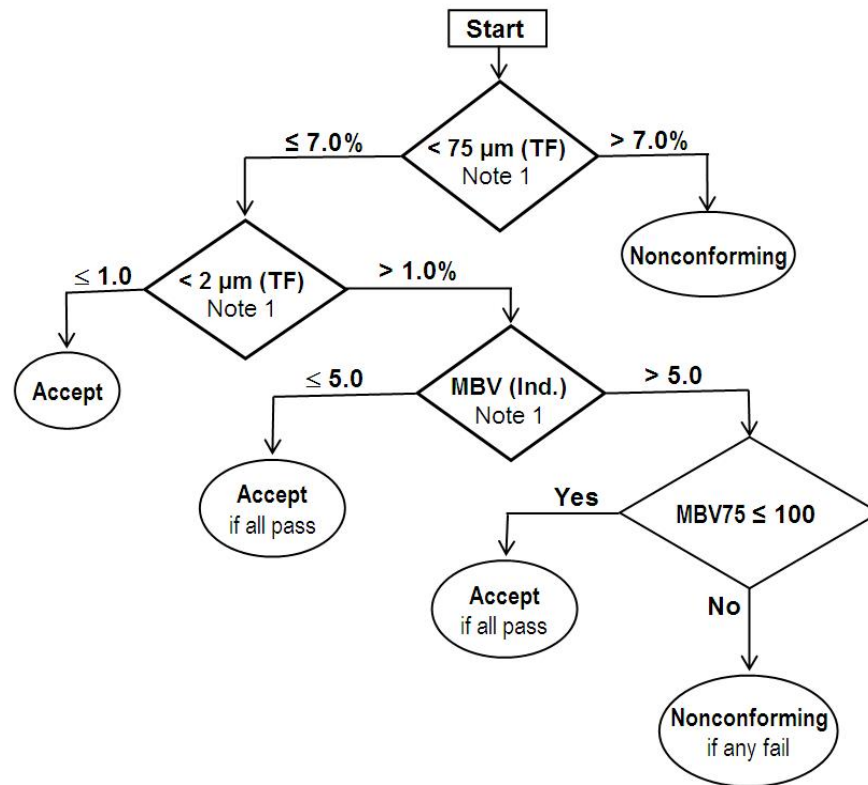 Start
≤ 7.0%
< 75 µm (TF)
Note 1
> 7.0%
Nonconforming
≤ 1.0
< 2 µm (TF)
Note 1
> 1.0%
Accept
≤ 5.0
MBV (Ind.)
Note 1
> 5.0
Accept
if all pass
Yes
MBV75 ≤ 100
Accept
if all pass
No
Nonconforming
if any fail